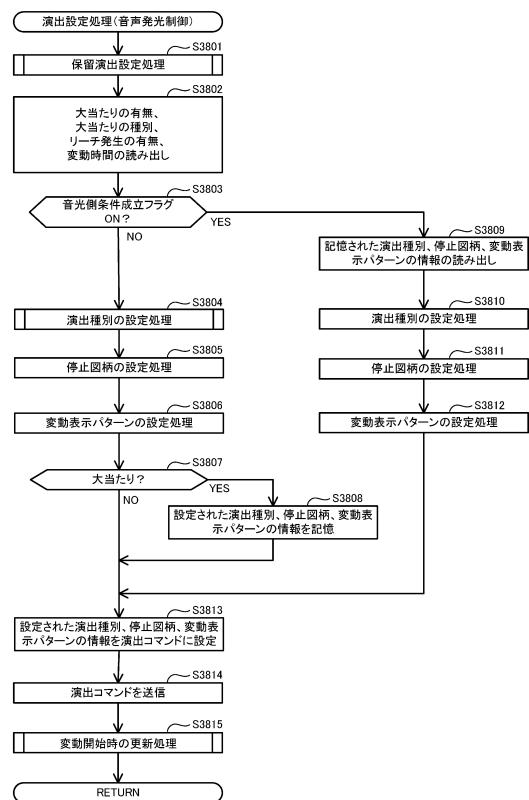 演出設定処理(音声発光制御)
S3801
保留演出設定処理
S3802
大当たりの有無、
大当たりの種別、
リーチ発生の有無、
変動時間の読み出し
S3803
音光側条件成立フラグ
ON?
YES
NO
S3809
記憶された演出種別、停止図柄、変動表
示パターンの情報の読み出し
S3804
演出種別の設定処理
S3810
演出種別の設定処理
S3805
停止図柄の設定処理
S3811
停止図柄の設定処理
S3806
変動表示パターンの設定処理
S3812
変動表示パターンの設定処理
S3807
大当たり?
YES
NO
S3808
設定された演出種別、停止図柄、変動表
示パターンの情報を記憶
S3813
設定された演出種別、停止図柄、変動表
示パターンの情報を演出コマンドに設定
S3814
演出コマンドを送信
S3815
変動開始時の更新処理
RETURN